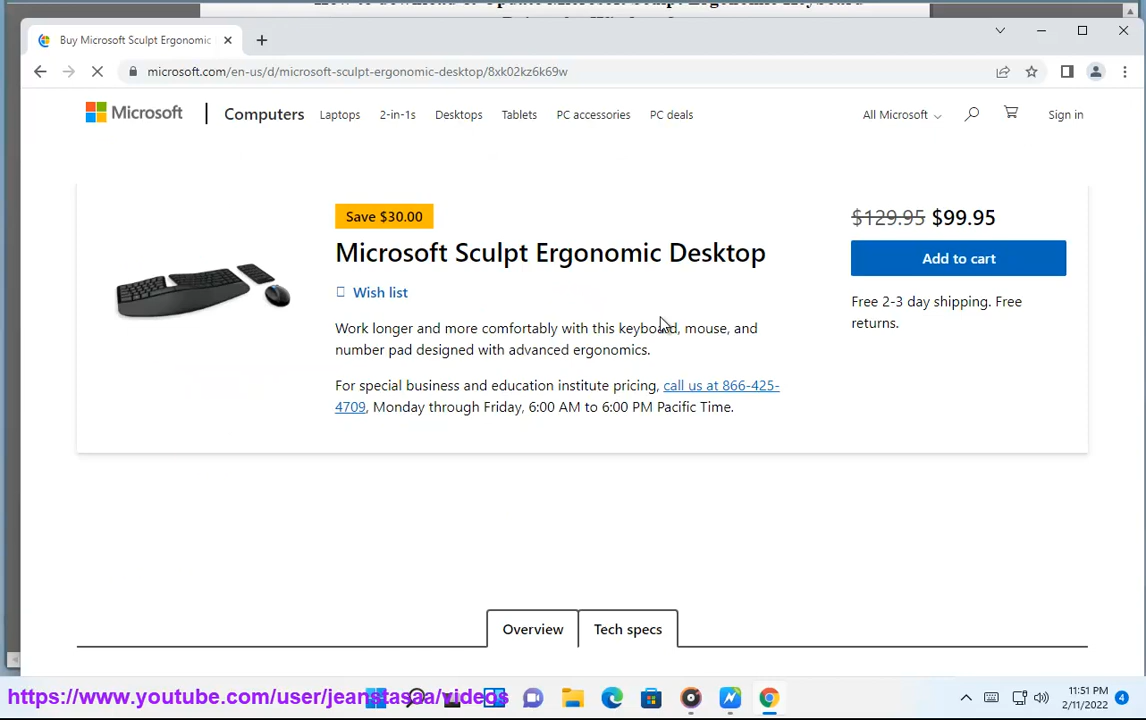 Buy Microsoft Sculpt Ergonomic
microsoft.com/en-us/d/microsoft-sculpt-ergonomic-desktop/8xk02kz6k69w
Microsoft
Computers
Laptops
2-in-1s
Desktops
Tablets
PC accessories
PC deals
All Microsoft
Sign in
Save $30.00
Microsoft Sculpt Ergonomic Desktop
Wish list
Work longer and more comfortably with this keyboard, mouse, and
number pad designed with advanced ergonomics.
For special business and education institute pricing, call us at 866-425-
4709, Monday through Friday, 6:00 AM to 6:00 PM Pacific Time.
$129.95 $99.95
Add to cart
Free 2-3 day shipping. Free
returns.
Overview
Tech specs
https://www.youtube.com/user/jeanstasaa/videos
11:51 PM
2/11/2022
4